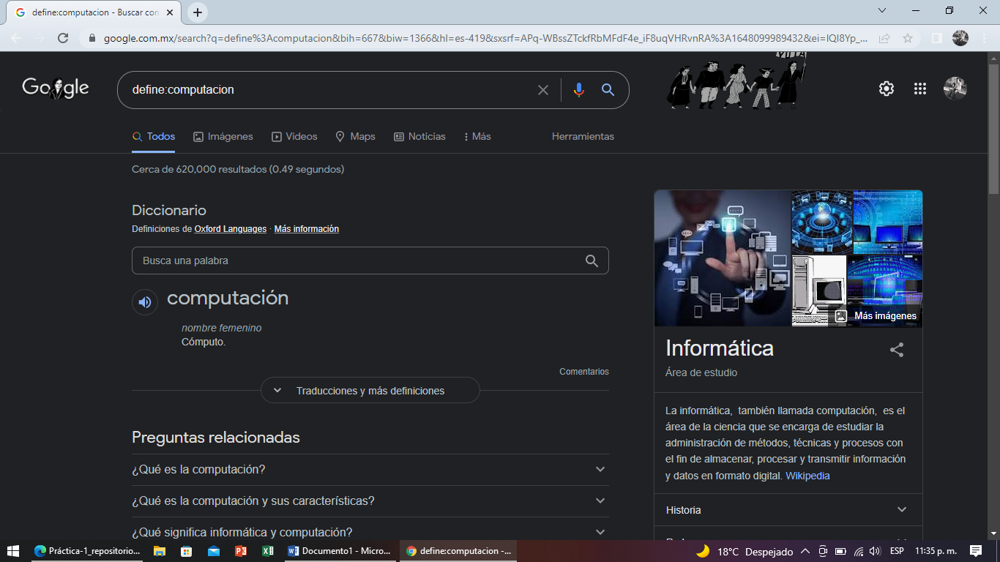 define:computacion - Buscar con
google.com.mx/search?q=define%3Acomputacion&bih=667&biw=1366&hl=es-419&sxsrf=APq-WBssZTckfRbMFdF4e_iF8uqVHRvnRA%3A1648099989432&ei=IQI8Yp_...
Google
define:computacion
Todos
Imágenes
Videos
Maps
Noticias
Más
Herramientas
Cerca de 620,000 resultados (0.49 segundos)
Diccionario
Definiciones de Oxford Languages · Más información
Busca una palabra
computación
nombre femenino
Cómputo.
Comentarios
Traducciones y más definiciones
Preguntas relacionadas
¿Qué es la computación?
¿Qué es la computación y sus características?
¿Qué significa informática y computación?
Más imágenes
Informática
Área de estudio
La informática, también llamada computación, es el
área de la ciencia que se encarga de estudiar la
administración de métodos, técnicas y procesos con
el fin de almacenar, procesar y transmitir información
y datos en formato digital. Wikipedia
Historia
Práctica-1_repositorio...
Documento1 - Micro...
define:computacion -...
18°C Despejado
ESP
11:35 p. m.